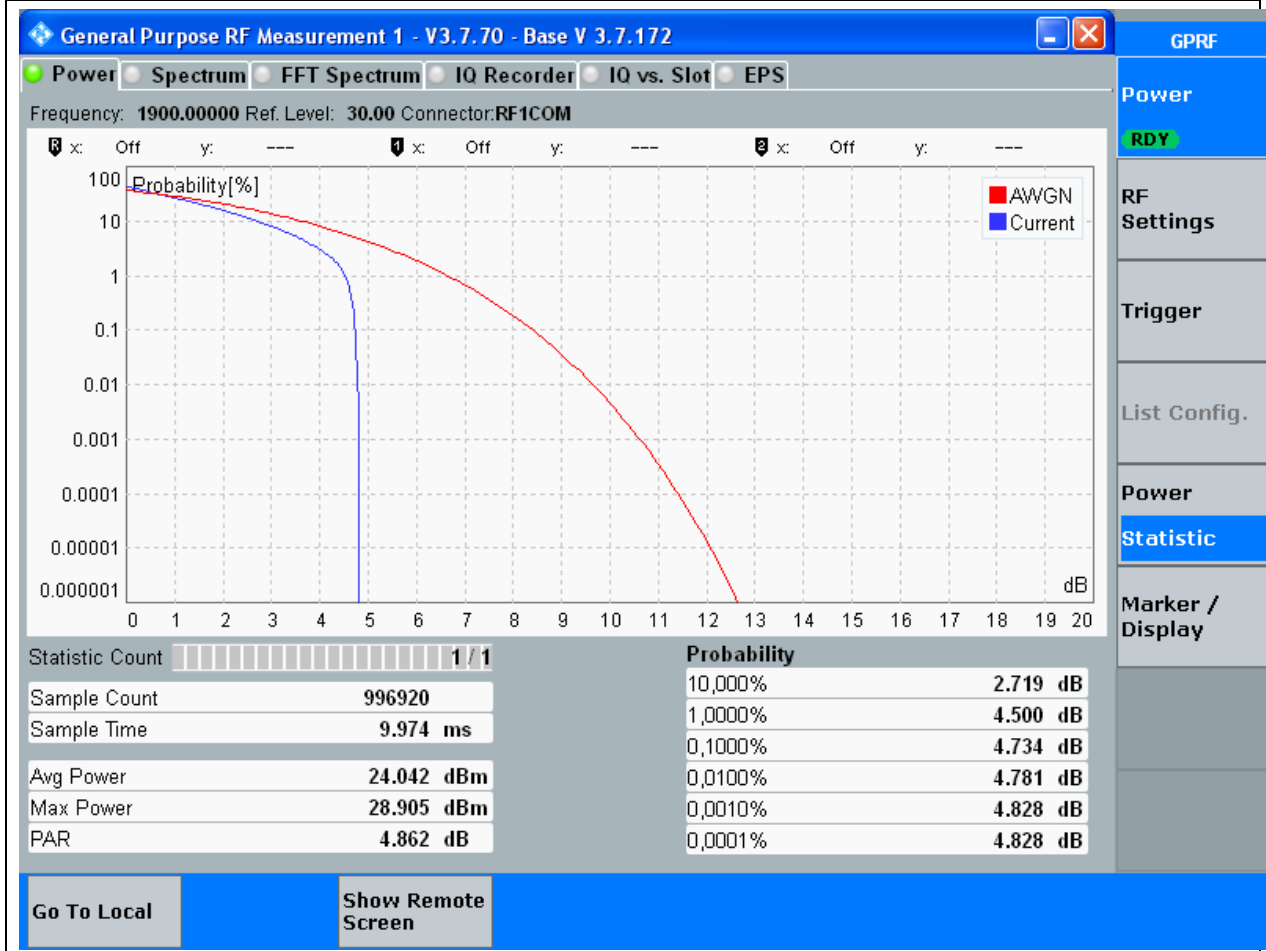 General Purpose RF Measurement 1 - V3.7.70 - Base V 3.7.172
GPRF
Power Spectrum FFT Spectrum IQ Recorder IQ vs. Slot EPS
Frequency: 1900.00000 Ref. Level: 30.00 Connector:RF1COM
R x: Off y: --- 1 x: Off y: --- 2 x: Off y: ---
Probability[%]
AWGN
Current
100
10
1
0.1
0.01
0.001
0.0001
0.00001
0.000001
dB
0 1 2 3 4 5 6 7 8 9 10 11 12 13 14 15 16 17 18 19 20
Statistic Count 1 / 1
Sample Count 996920
Sample Time 9.974 ms
Avg Power 24.042 dBm
Max Power 28.905 dBm
PAR 4.862 dB
Probability
10,000% 2.719 dB
1,0000% 4.500 dB
0,1000% 4.734 dB
0,0100% 4.781 dB
0,0010% 4.828 dB
0,0001% 4.828 dB
Power
RDY
RF
Settings
Trigger
List Config.
Power
Statistic
Marker /
Display
Go To Local
Show Remote
Screen